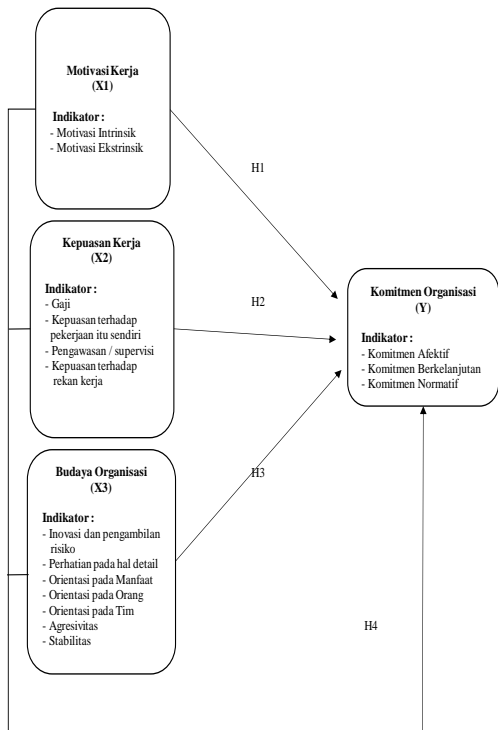 Motivasi Kerja
(X1)
Indikator :
- Motivasi Intrinsik
- Motivasi Ekstrinsik
H1
Kepuasan Kerja
(X2)
Indikator :
- Gaji
- Kepuasan terhadap
pekerjaan itu sendiri
- Pengawasan / supervisi
- Kepuasan terhadap
rekan kerja
H2
Komitmen Organisasi
(Y)
Indikator :
- Komitmen Afektif
- Komitmen Berkelanjutan
- Komitmen Normatif
Budaya Organisasi
(X3)
Indikator :
- Inovasi dan pengambilan
risiko
- Perhatian pada hal detail
- Orientasi pada Manfaat
- Orientasi pada Orang
- Orientasi pada Tim
- Agresivitas
- Stabilitas
H3
H4